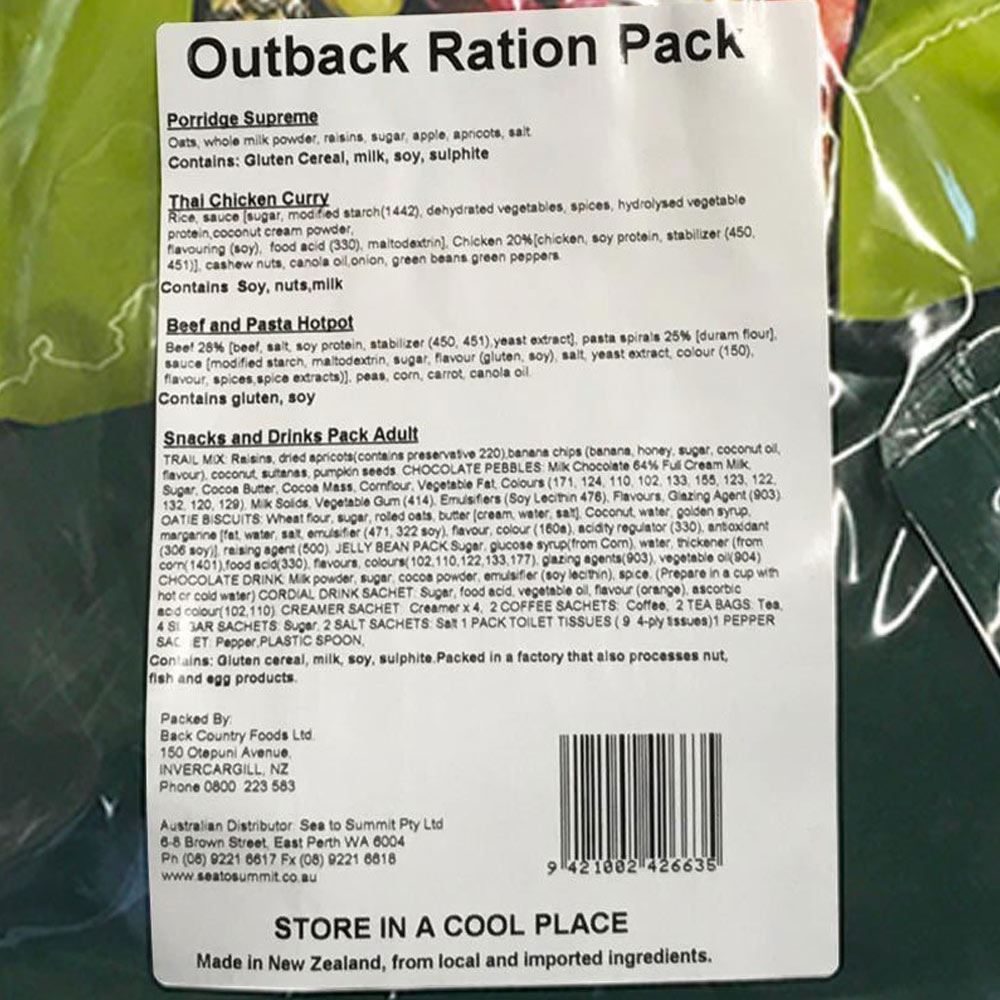 Outback Ration Pack
Porridge Supreme
Oats, whole milk powder, raisins, sugar, apple, apricots, salt
Contains: Gluten Cereal, milk, soy, sulphite
Thai Chicken Curry
Rice, sauce [sugar, modified starch(1442), dehydrated vegetables, spices, hydrolysed vegetable
protein,coconut cream powder,
flavouring (soy), food acid (330), maltodextrin], Chicken 20%[chicken, soy protein, stabilizer (450,
451)], cashew nuts, canola oil,onion, green beans green peppers.
Contains Soy, nuts,milk
Beef and Pasta Hotpot
Beef 28% [beef, salt, soy protein, stabilizer (450, 451),yeast extract], pasta spirals 25% [duram flour],
sauce [modified starch, maltodextrin, sugar, flavour (gluten, soy), salt, yeast extract, colour (150),
flavour, spices,spice extracts)], peas, corn, carrot, canola oil.
Contains gluten, soy
Snacks and Drinks Pack Adult
TRAIL MIX: Raisins, dried apricots(contains preservative 220),banana chips (banana, honey, sugar, coconut oil,
flavour), coconut, sultanas, pumpkin seeds. CHOCOLATE PEBBLES: Milk Chocolate 64% Full Cream Milk,
Sugar, Cocoa Butter, Cocoa Mass, Cornflour, Vegetable Fat, Colours (171, 124, 110, 102, 133, 155, 123, 122,
132, 120, 129), Milk Solids, Vegetable Gum (414), Emulsifiers (Soy Lecithin 476), Flavours, Glazing Agent (903).
OATIE BISCUITS: Wheat flour, sugar, rolled oats, butter [cream, water, salt], Coconut, water, golden syrup,
margarine [fat, water, salt, emulsifier (471, 322 soy), flavour, colour (160a), acidity regulator (330), antioxidant
(306 soy)], raising agent (500). JELLY BEAN PACK Sugar, glucose syrup(from Corn), water, thickener (from
corn(1401),food acid(330), flavours, colours(102,110,122,133,177), glazing agents(903), vegetable oil(904)
CHOCOLATE DRINK: Milk powder, sugar, cocoa powder, emulsifier (soy lecithin), spice. (Prepare in a cup with
hot or cold water) CORDIAL DRINK SACHET: Sugar, food acid, vegetable oil, flavour (orange), ascorbic
acid colour(102,110). CREAMER SACHET: Creamer x 4, 2 COFFEE SACHETS: Coffee, 2 TEA BAGS: Tea,
4 SUGAR SACHETS: Sugar, 2 SALT SACHETS: Salt 1 PACK TOILET TISSUES ( 9 4-ply tissues)1 PEPPER
SACHET: Pepper,PLASTIC SPOON,
Contains: Gluten cereal, milk, soy, sulphite.Packed in a factory that also processes nut,
fish and egg products.
Packed By:
Back Country Foods Ltd.
150 Otepuni Avenue,
INVERCARGILL, NZ
Phone 0800 223 583
Australian Distributor Sea to Summit Pty Ltd
6-8 Brown Street, East Perth WA 6004
Ph (08) 9221 6617 Fx (08) 9221 6618
www.seatosummit.co.au
9 421002 426635
STORE IN A COOL PLACE
Made in New Zealand, from local and imported ingredients.